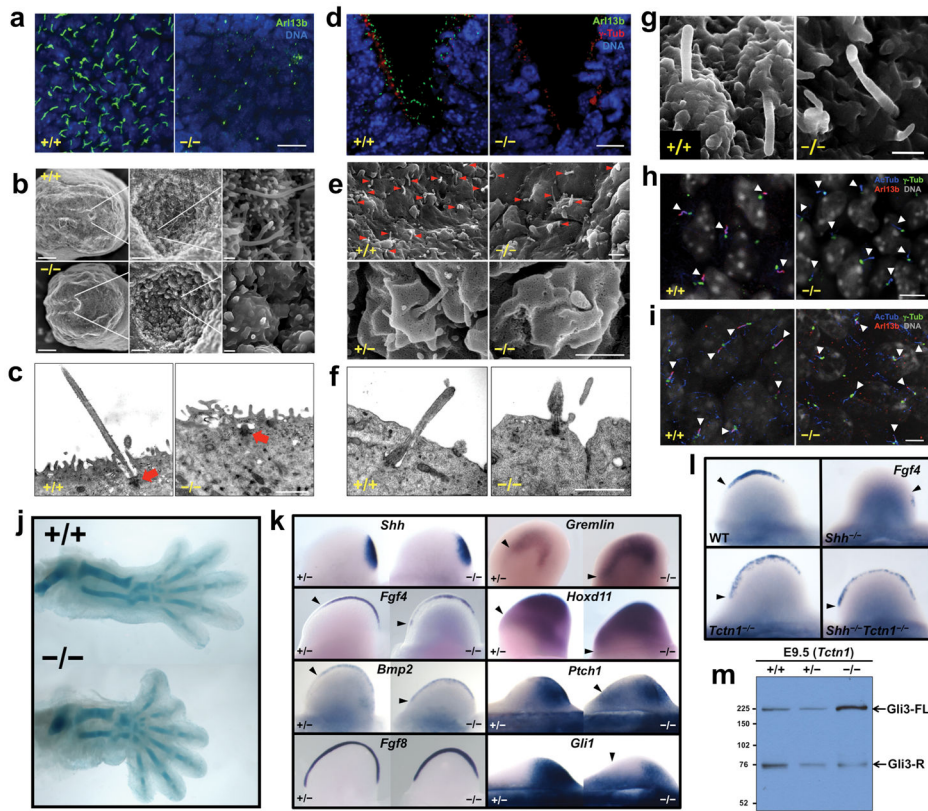 a
Arl13b
DNA
+/+
−/−
b
+/+
−/−
c
+/+
−/−
d
Arl13b
γ-Tub
DNA
+/+
−/−
e
+/+
−/−
+/−
−/−
f
+/+
−/−
g
+/+
−/−
h
AcTub γ-Tub
Arl13b DNA
+/+
−/−
i
AcTub γ-Tub
Arl13b DNA
+/+
−/−
j
+/+
−/−
k
Shh
+/−
−/−
Gremlin
+/−
−/−
Fgf4
+/−
−/−
Hoxd11
+/−
−/−
Bmp2
+/−
−/−
Ptch1
+/−
−/−
Fgf8
+/−
−/−
Gli1
+/−
−/−
l
Fgf4
WT
Shh−/−
Tctn1−/−
Shh−/−Tctn1−/−
m
E9.5 (Tctn1)
+/+ +/− −/−
225
150
102
76
52
Gli3-FL
Gli3-R